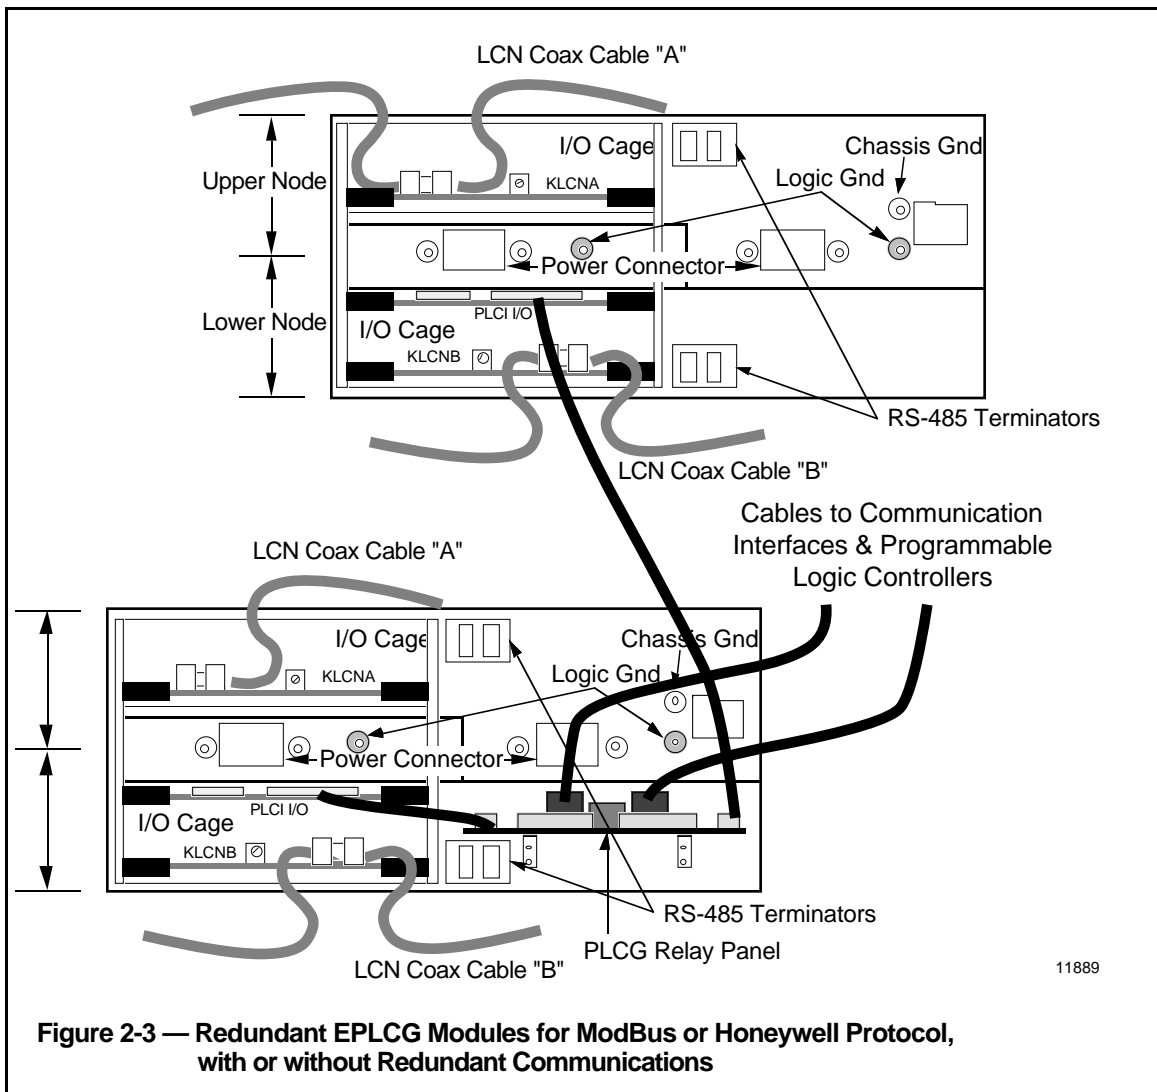 LCN Coax Cable "A"
I/O Cage
Chassis Gnd
Upper Node
KLCNA
Logic Gnd
Power Connector
PLCI I/O
Lower Node
I/O Cage
KLCNB
RS-485 Terminators
LCN Coax Cable "B"
Cables to Communication
Interfaces & Programmable
Logic Controllers
LCN Coax Cable "A"
I/O Cage
Chassis Gnd
KLCNA
Logic Gnd
Power Connector
PLCI I/O
I/O Cage
KLCNB
RS-485 Terminators
PLCG Relay Panel
LCN Coax Cable "B"
11889
Figure 2-3 — Redundant EPLCG Modules for ModBus or Honeywell Protocol,
with or without Redundant Communications